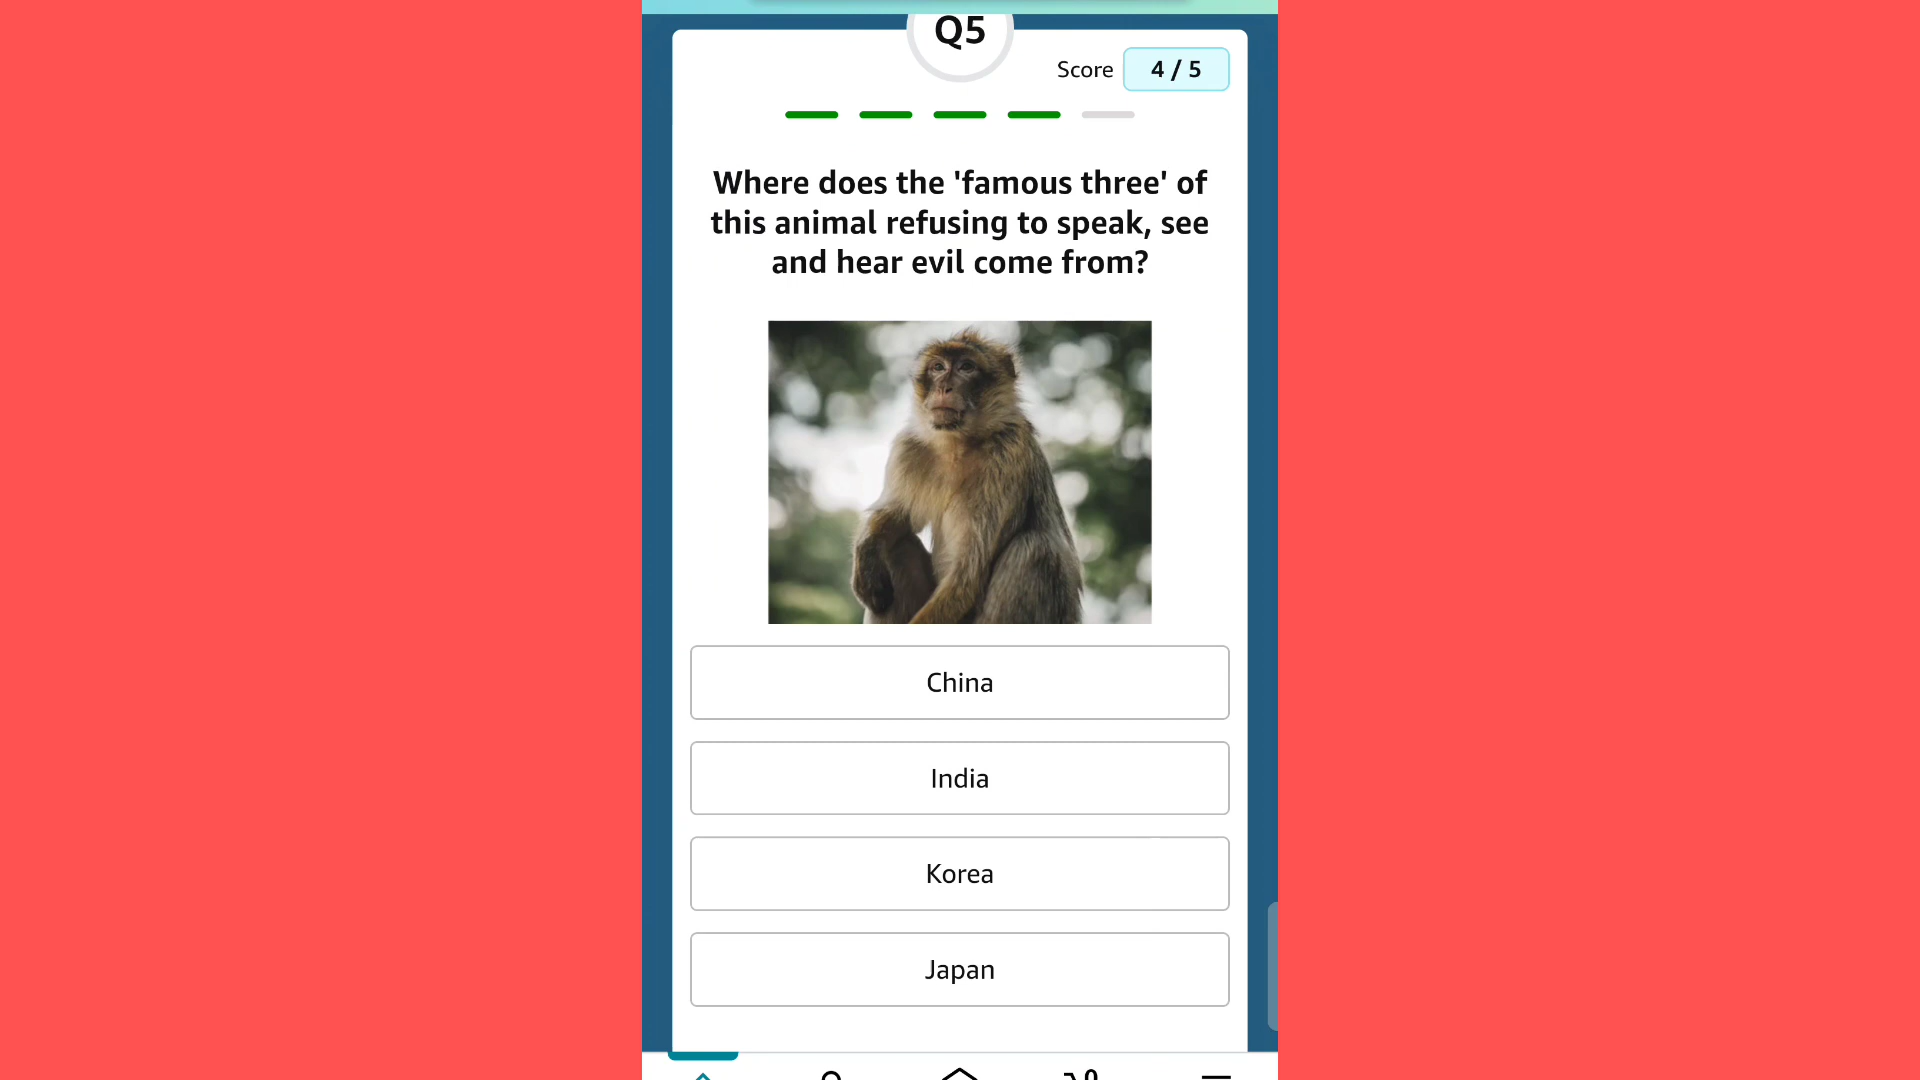 Q5
Score 4 / 5
Where does the 'famous three' of
this animal refusing to speak, see
and hear evil come from?
China
India
Korea
Japan
0